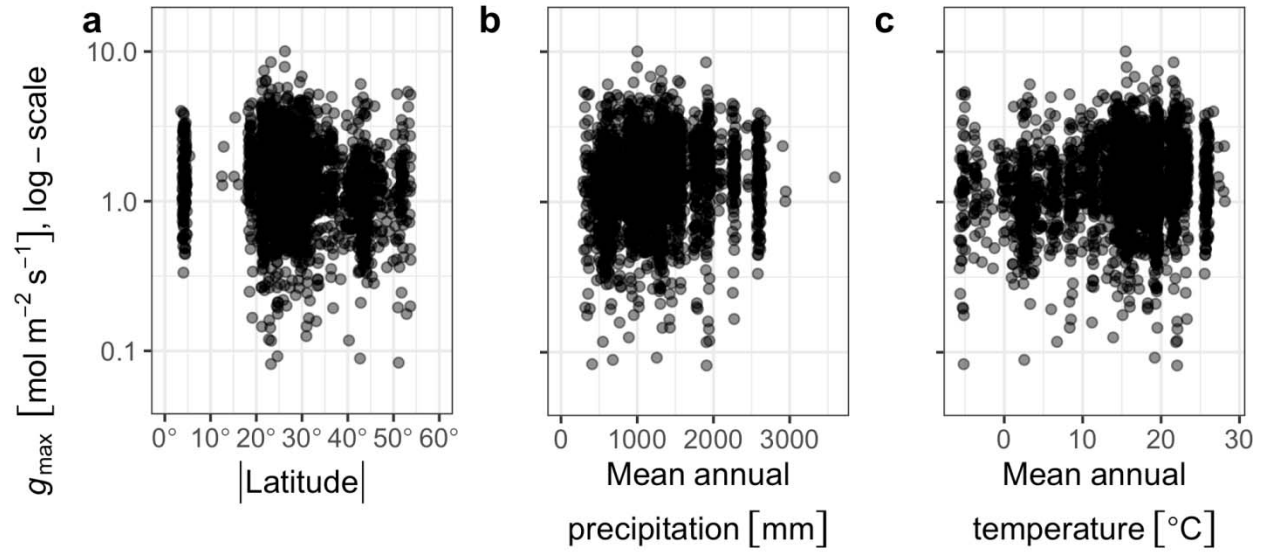 a
b
c
g_max [mol m⁻² s⁻¹], log − scale
10.0
1.0
0.1
0° 10° 20° 30° 40° 50° 60°
|Latitude|
0 1000 2000 3000
Mean annual
precipitation [mm]
0 10 20 30
Mean annual
temperature [°C]